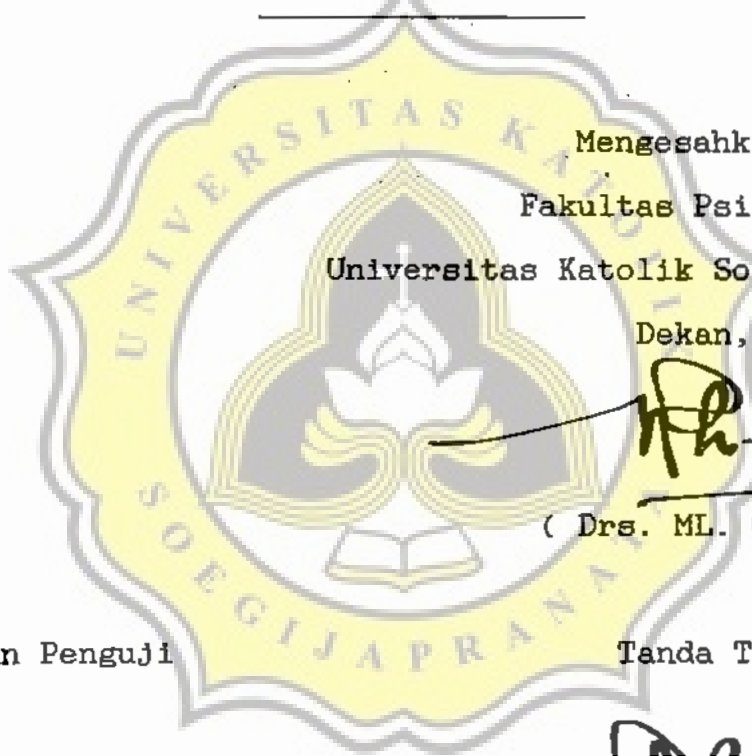 UNIVERSITAS KATOLIK
SOEGIJAPRANATA
Mengesahk
Fakultas Psi
Universitas Katolik So
Dekan,
( Drs. ML.
n Penguji Tanda T